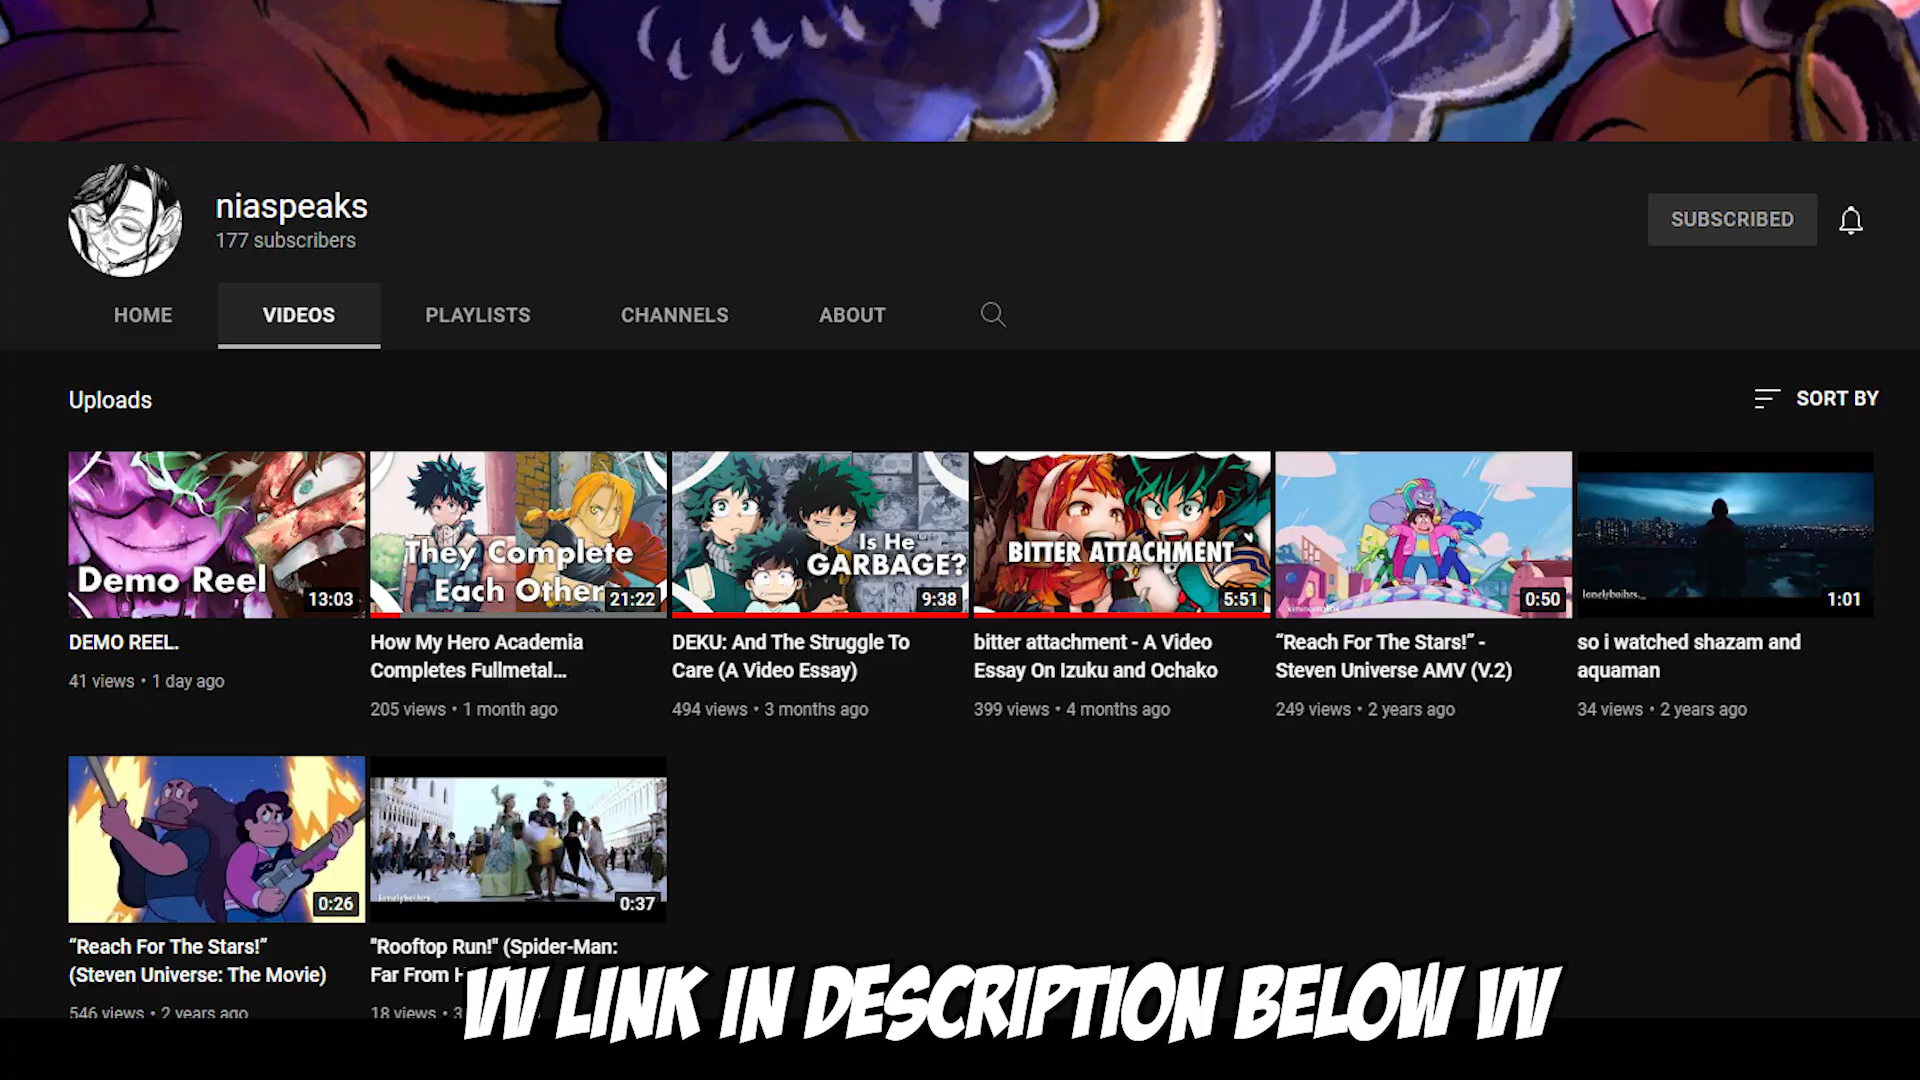 niaspeaks
177 subscribers
SUBSCRIBED
HOME
VIDEOS
PLAYLISTS
CHANNELS
ABOUT
Uploads
SORT BY
Demo Reel
13:03
They Complete
Each Other
21:22
Is He
GARBAGE?
9:38
BITTER ATTACHMENT
5:51
0:50
lonelyboihrs._
1:01
DEMO REEL.
41 views • 1 day ago
How My Hero Academia
Completes Fullmetal...
205 views • 1 month ago
DEKU: And The Struggle To
Care (A Video Essay)
494 views • 3 months ago
bitter attachment - A Video
Essay On Izuku and Ochako
399 views • 4 months ago
“Reach For The Stars!” -
Steven Universe AMV (V.2)
249 views • 2 years ago
so i watched shazam and
aquaman
34 views • 2 years ago
0:26
lonelyboihrs._
0:37
“Reach For The Stars!”
(Steven Universe: The Movie)
546 views • 2 years ago
"Rooftop Run!" (Spider-Man:
Far From
18 views • 3
VV LINK IN DESCRIPTION BELOW VV